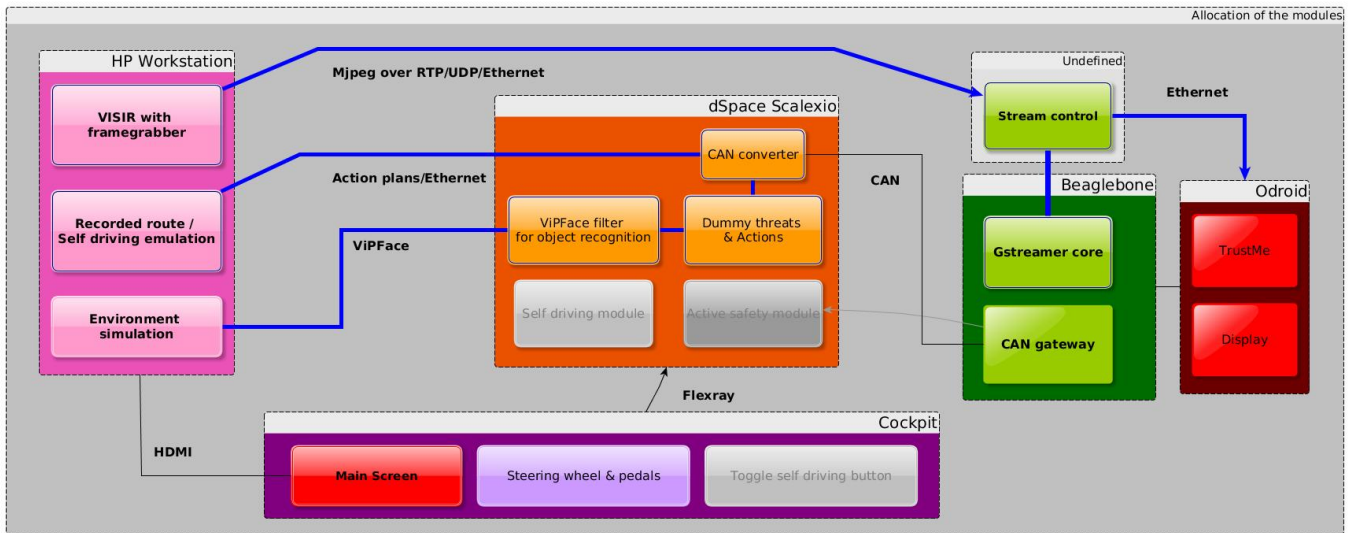 Allocation of the modules
HP Workstation
VISIR with
framegrabber
Recorded route /
Self driving emulation
Environment
simulation
Mjpeg over RTP/UDP/Ethernet
Action plans/Ethernet
ViPFace
HDMI
dSpace Scalexio
CAN converter
ViPFace filter
for object recognition
Dummy threats
& Actions
Self driving module
Active safety module
Flexray
CAN
Undefined
Stream control
Ethernet
Beaglebone
Gstreamer core
CAN gateway
Odroid
TrustMe
Display
Cockpit
Main Screen
Steering wheel & pedals
Toggle self driving button